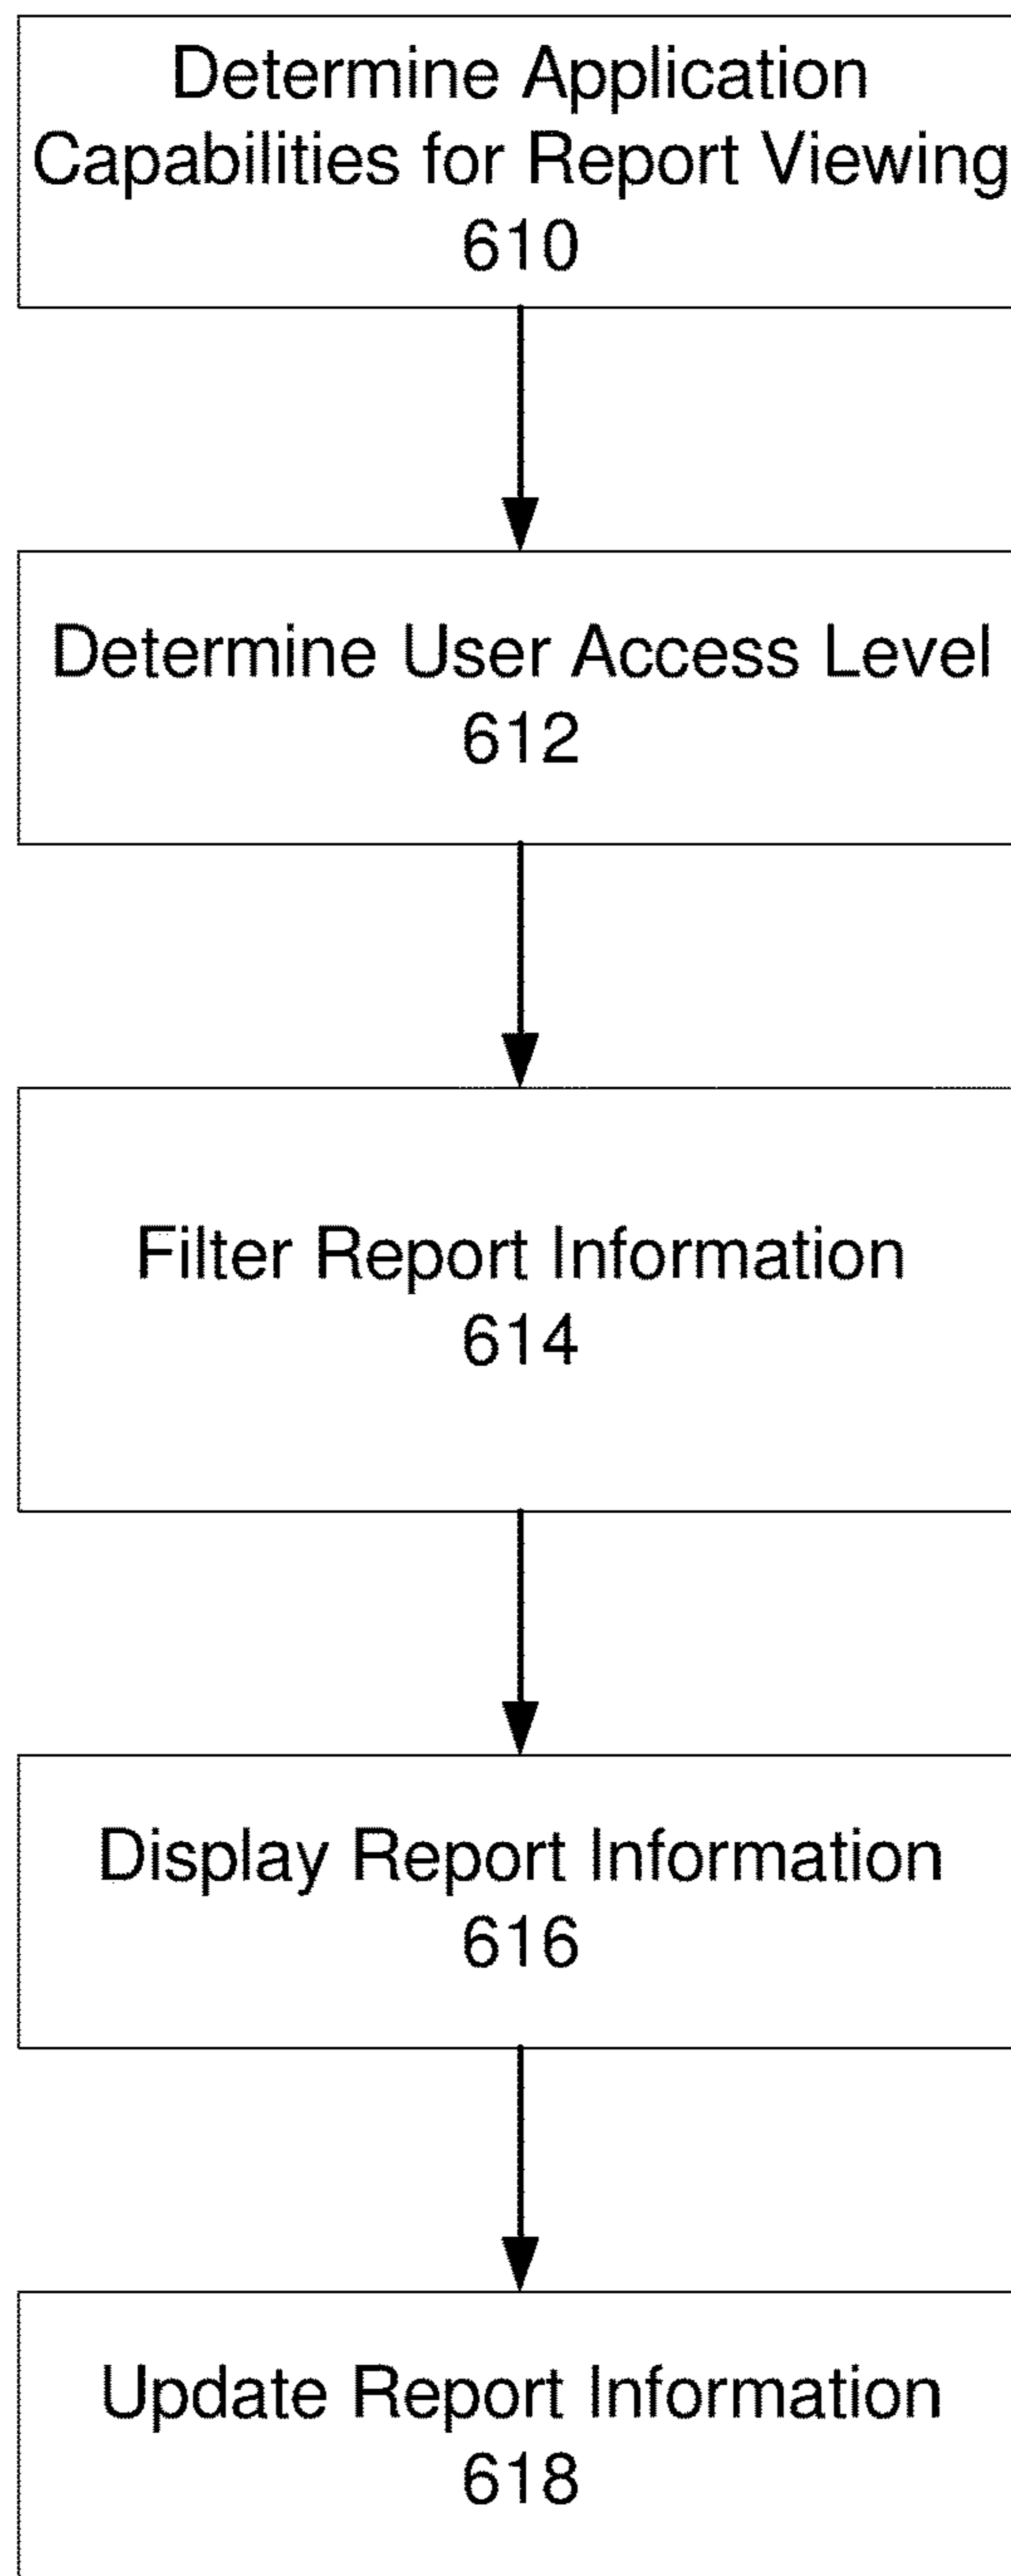 Determine Application
Capabilities for Report Viewing
610
Determine User Access Level
612
Filter Report Information
614
Display Report Information
616
Update Report Information
618